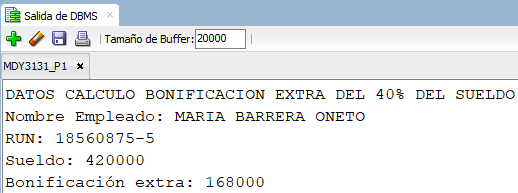 Salida de DBMS
Tamaño de Buffer: 20000
MDY3131_P1
DATOS CALCULO BONIFICACION EXTRA DEL 40% DEL SUELDO
Nombre Empleado: MARIA BARRERA ONETO
RUN: 18560875-5
Sueldo: 420000
Bonificación extra: 168000